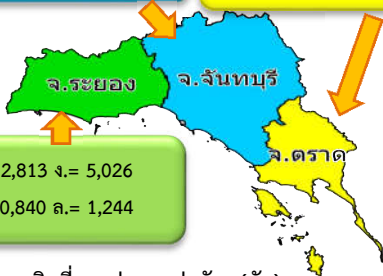 จ.ระยอง
จ.จันทบุรี
จ.ตราด
2,813 ง.= 5,026
0,840 ล.= 1,244